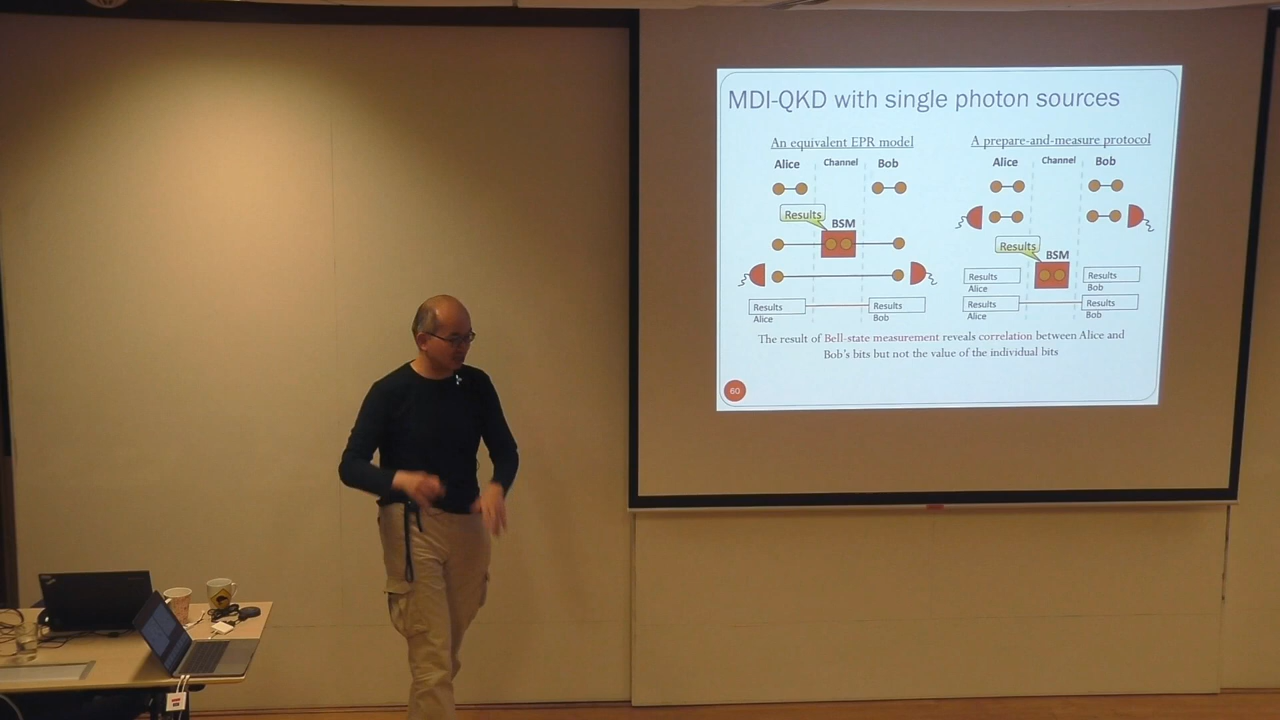 MDI-QKD with single photon sources
An equivalent EPR model
Alice
Channel
Bob
Results
BSM
Results
Alice
Results
Bob
The result of Bell-state measurement reveals correlation between Alice and
Bob's bits but not the value of the individual bits
A prepare-and-measure protocol
Alice
Channel
Bob
Results
BSM
Results
Alice
Results
Bob
Results
Alice
Results
Bob
60